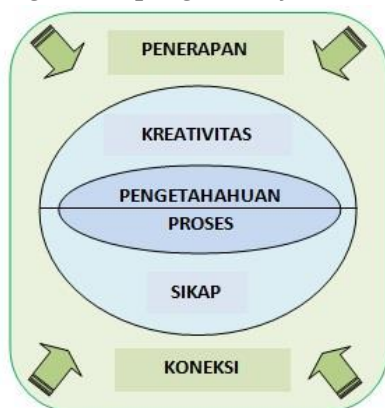 PENERAPAN
KREATIVITAS
PENGETAHAHUAN
PROSES
SIKAP
KONEKSI